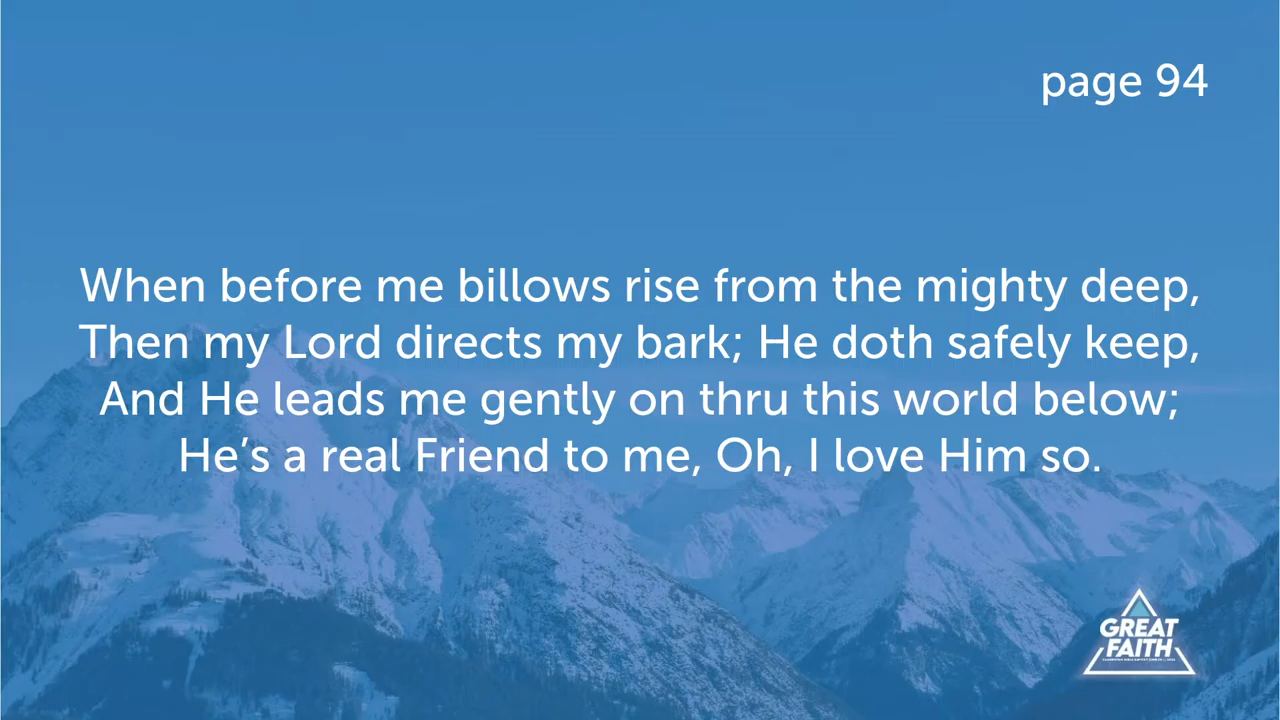 page 94
When before me billows rise from the mighty deep,
Then my Lord directs my bark; He doth safely keep,
And He leads me gently on thru this world below;
He’s a real Friend to me, Oh, I love Him so.
GREAT
FAITH